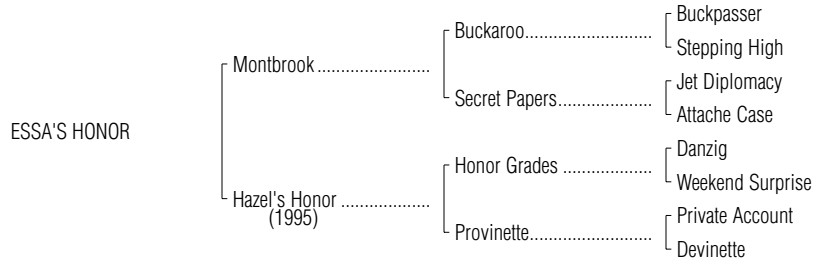 Buckpasser
Buckaroo...........................
Stepping High
Montbrook ........................
Jet Diplomacy
Secret Papers....................
Attache Case
ESSA'S HONOR
Danzig
Honor Grades ...................
Weekend Surprise
Hazel's Honor ...................
(1995)
Private Account
Provinette..........................
Devinette